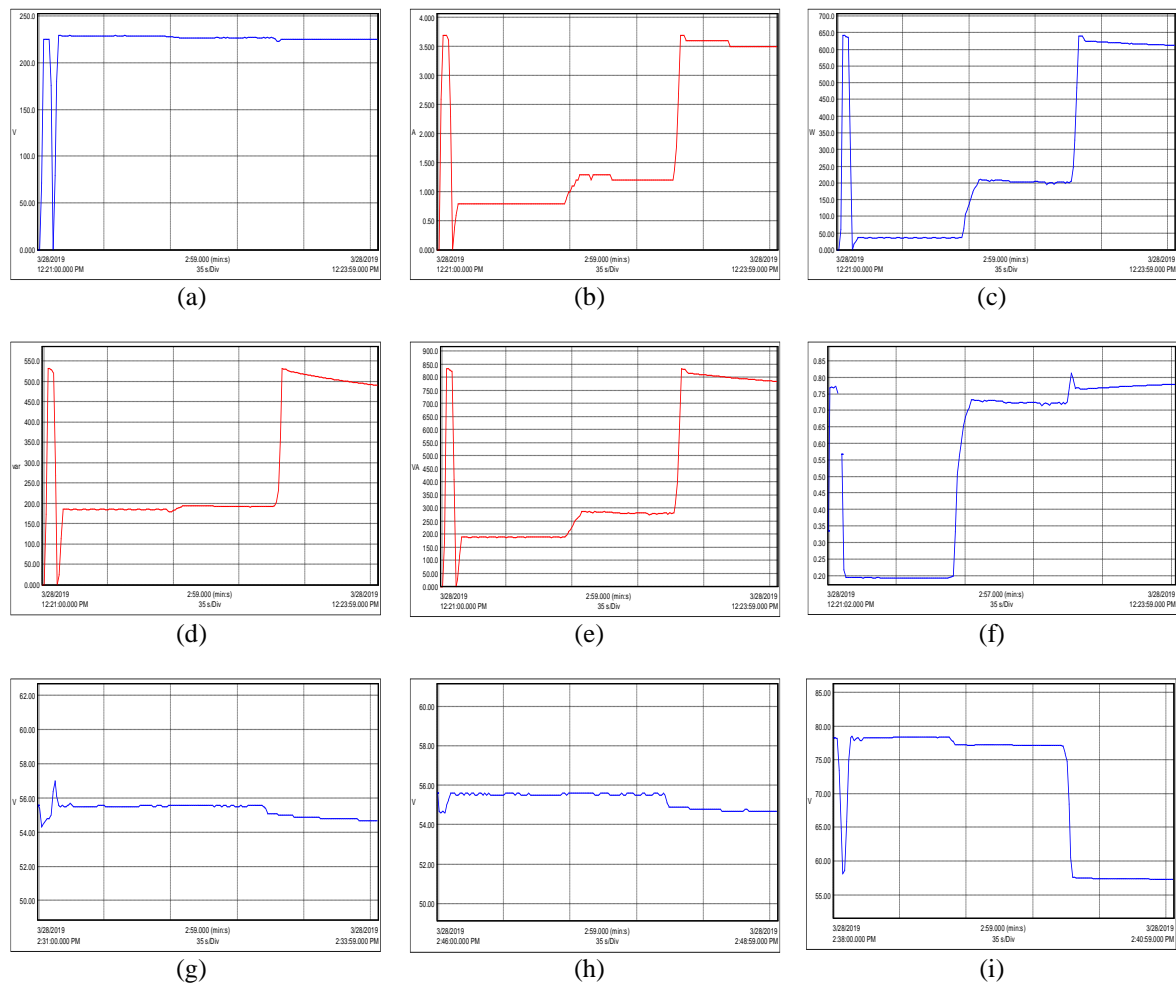 250.0
200.0
150.0
V
100.0
50.00
0.000
3/28/2019 2:59.000 (min:s) 3/28/2019
12:21:00.000 PM 35 s/Div 12:23:59.000 PM
(a)
4.000
3.500
3.000
2.500
2.000
A
1.500
1.000
0.50
0.000
3/28/2019 2:59.000 (min:s) 3/28/2019
12:21:00.000 PM 35 s/Div 12:23:59.000 PM
(b)
700.0
650.0
600.0
550.0
500.0
450.0
400.0
350.0
W
300.0
250.0
200.0
150.0
100.0
50.00
0.000
3/28/2019 2:59.000 (min:s) 3/28/2019
12:21:00.000 PM 35 s/Div 12:23:59.000 PM
(c)
550.0
500.0
450.0
400.0
350.0
300.0
var
250.0
200.0
150.0
100.0
50.00
0.000
3/28/2019 2:59.000 (min:s) 3/28/2019
12:21:00.000 PM 35 s/Div 12:23:59.000 PM
(d)
900.0
850.0
800.0
750.0
700.0
650.0
600.0
550.0
500.0
450.0
VA
400.0
350.0
300.0
250.0
200.0
150.0
100.0
50.00
0.000
3/28/2019 2:59.000 (min:s) 3/28/2019
12:21:00.000 PM 35 s/Div 12:23:59.000 PM
(e)
0.85
0.80
0.75
0.70
0.65
0.60
0.55
0.50
0.45
0.40
0.35
0.30
0.25
0.20
3/28/2019 2:57.000 (min:s) 3/28/2019
12:21:02.000 PM 35 s/Div 12:23:59.000 PM
(f)
62.00
60.00
58.00
56.00
V
54.00
52.00
50.00
3/28/2019 2:59.000 (min:s) 3/28/2019
2:31:00.000 PM 35 s/Div 2:33:59.000 PM
(g)
60.00
58.00
56.00
V
54.00
52.00
50.00
3/28/2019 2:59.000 (min:s) 3/28/2019
2:46:00.000 PM 35 s/Div 2:48:59.000 PM
(h)
85.00
80.00
75.00
70.00
V
65.00
60.00
55.00
3/28/2019 2:59.000 (min:s) 3/28/2019
2:38:00.000 PM 35 s/Div 2:40:59.000 PM
(i)